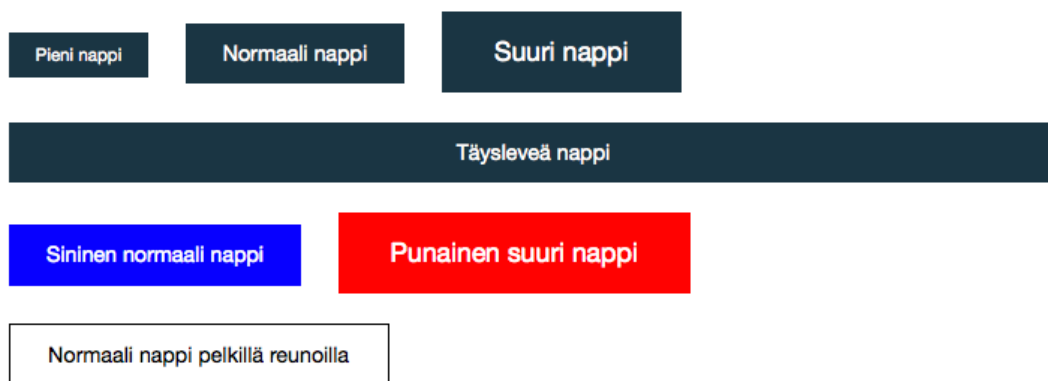 Pieni nappi Normaali nappi Suuri nappi
Täysleveä nappi
Sininen normaali nappi Punainen suuri nappi
Normaali nappi pelkillä reunoilla